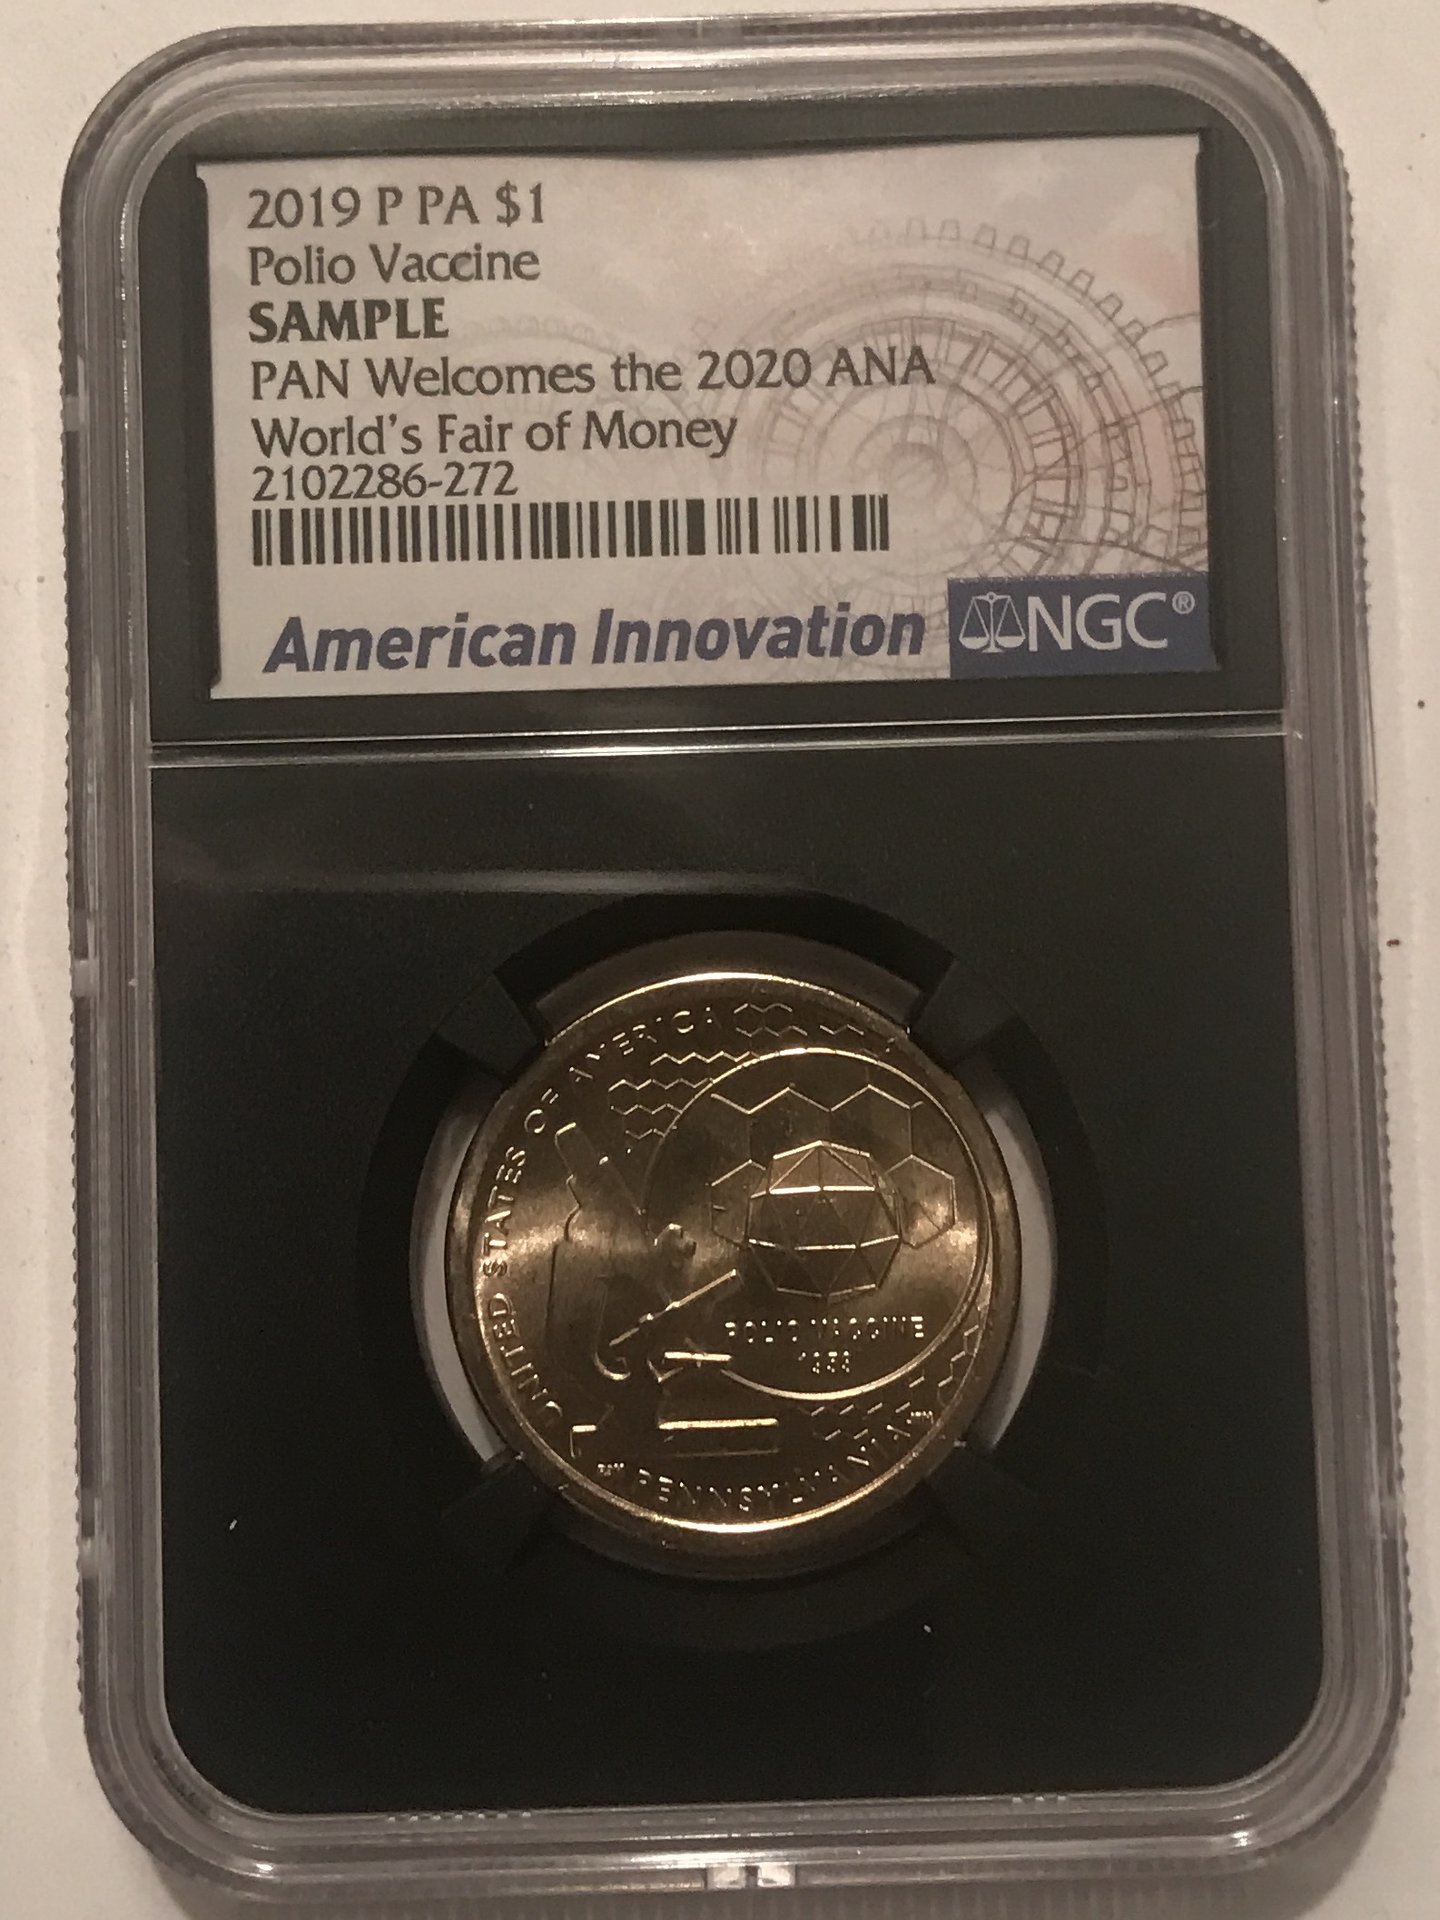 2019 P PA $1
Polio Vaccine
SAMPLE
PAN Welcomes the 2020 ANA
World's Fair of Money
2102286-272
American Innovation
NGC®
UNITED STATES OF AMERICA
POLIO VACCINE
1953
PENNSYLVANIA